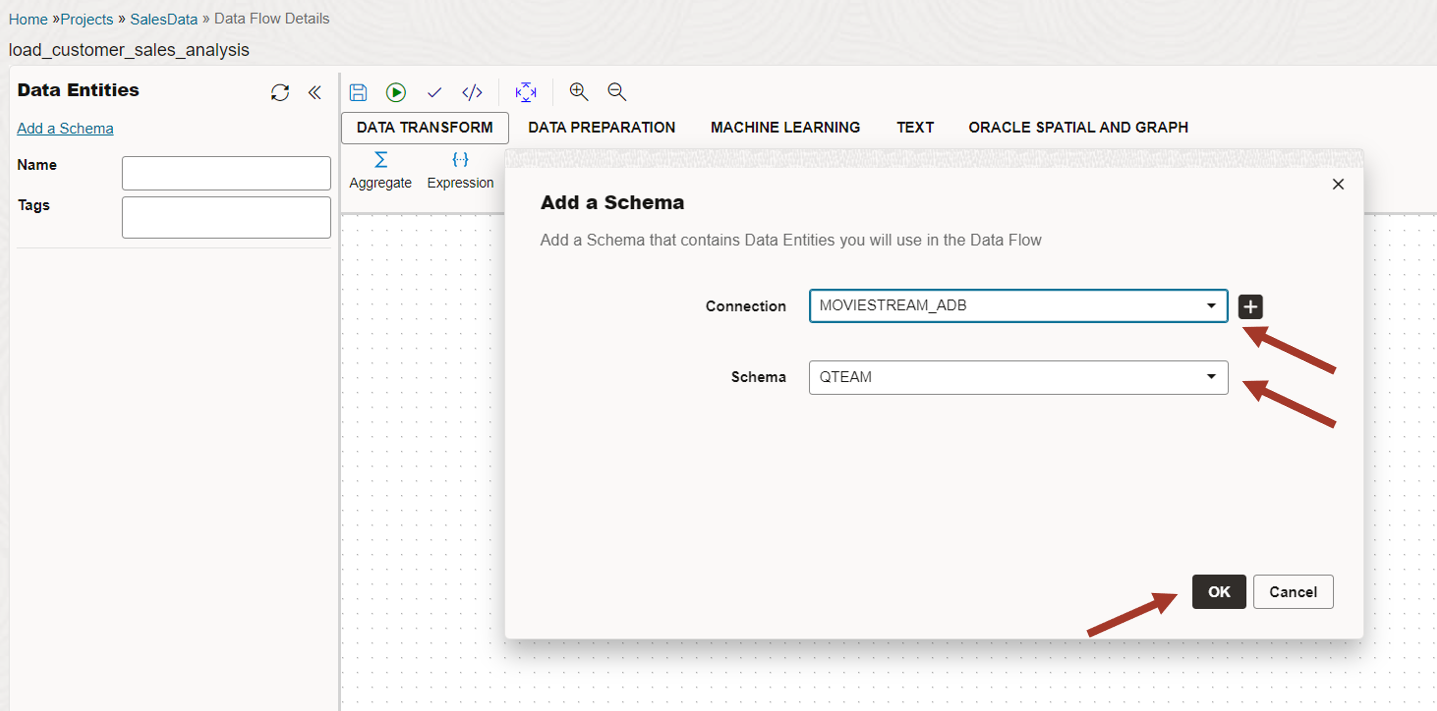 Home »Projects » SalesData » Data Flow Details
load_customer_sales_analysis
Data Entities
Add a Schema
Name
Tags
DATA TRANSFORM DATA PREPARATION MACHINE LEARNING TEXT ORACLE SPATIAL AND GRAPH
Aggregate Expression
Add a Schema
Add a Schema that contains Data Entities you will use in the Data Flow
Connection MOVIESTREAM_ADB
Schema QTEAM
OK Cancel